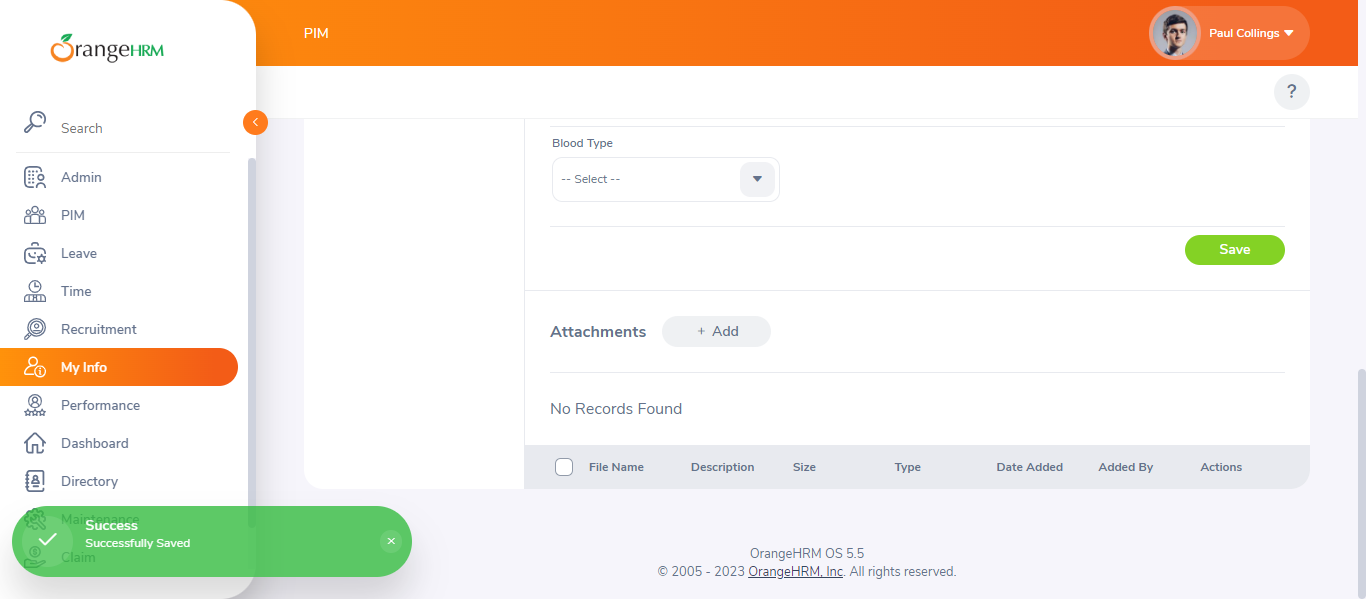 OrangeHRM
PIM
Paul Collings
?
Search
Admin
PIM
Leave
Time
Recruitment
My Info
Performance
Dashboard
Directory
Maintenance
Claim
Blood Type
-- Select --
Save
Attachments
+ Add
No Records Found
File Name Description Size Type Date Added Added By Actions
Success
Successfully Saved
OrangeHRM OS 5.5
© 2005 - 2023 OrangeHRM, Inc. All rights reserved.